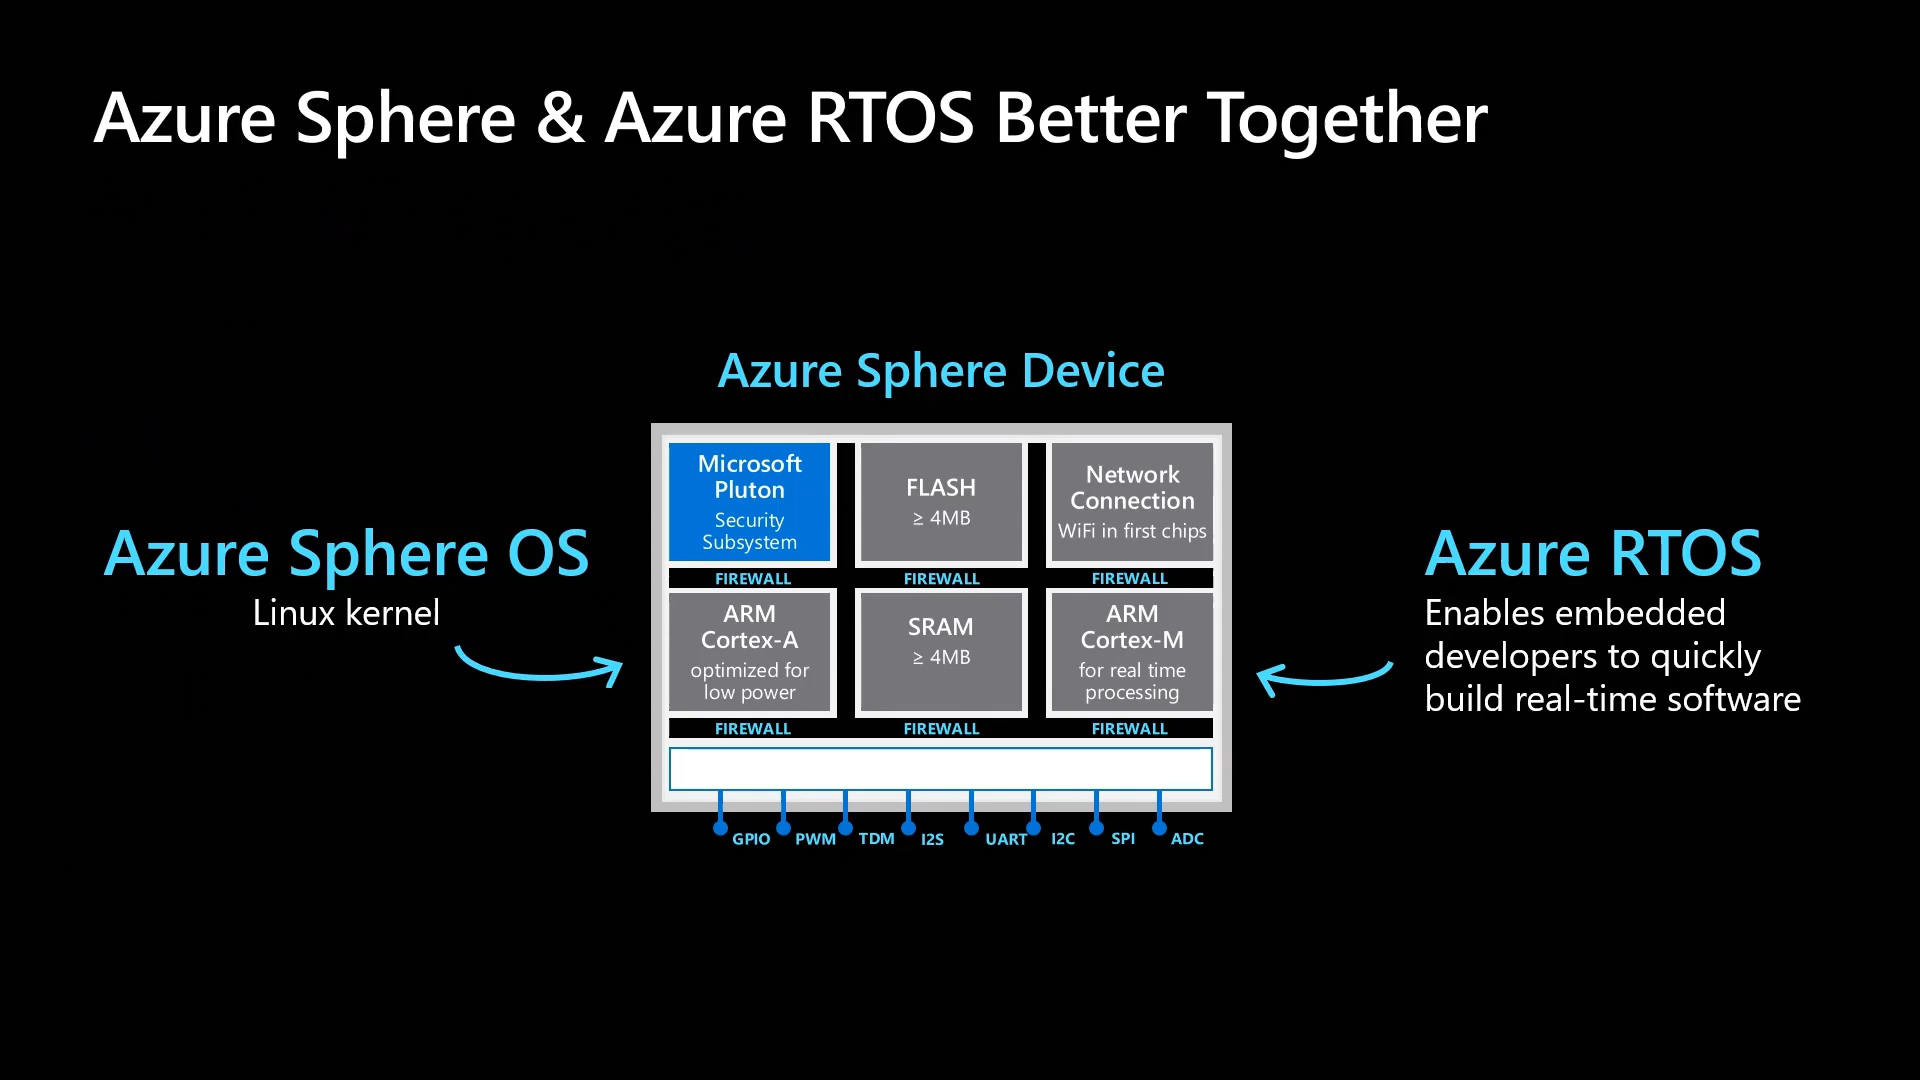 Azure Sphere & Azure RTOS Better Together
Azure Sphere Device
Azure Sphere OS
Linux kernel
Microsoft
Pluton
Security
Subsystem
FLASH
≥ 4MB
Network
Connection
WiFi in first chips
FIREWALL FIREWALL FIREWALL
ARM
Cortex-A
optimized for
low power
SRAM
≥ 4MB
ARM
Cortex-M
for real time
processing
FIREWALL FIREWALL FIREWALL
GPIO PWM TDM I2S UART I2C SPI ADC
Azure RTOS
Enables embedded
developers to quickly
build real-time software